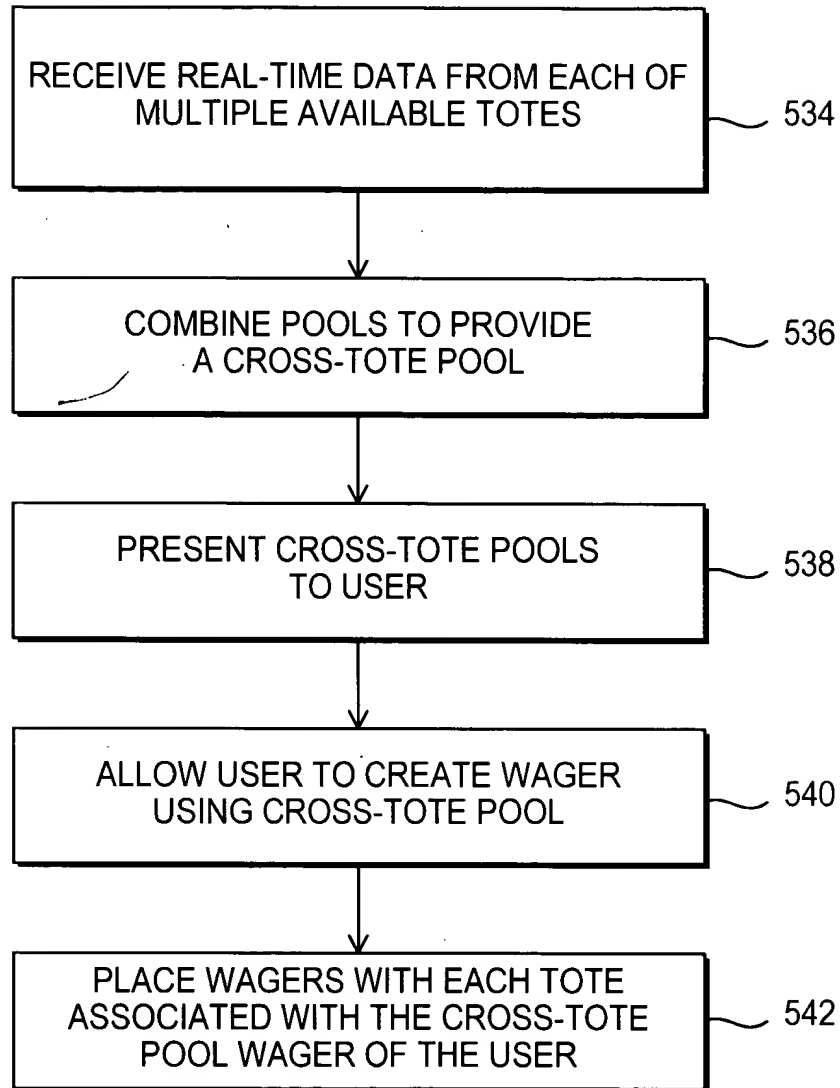 RECEIVE REAL-TIME DATA FROM EACH OF
MULTIPLE AVAILABLE TOTES
534
COMBINE POOLS TO PROVIDE
A CROSS-TOTE POOL
536
PRESENT CROSS-TOTE POOLS
TO USER
538
ALLOW USER TO CREATE WAGER
USING CROSS-TOTE POOL
540
PLACE WAGERS WITH EACH TOTE
ASSOCIATED WITH THE CROSS-TOTE
POOL WAGER OF THE USER
542